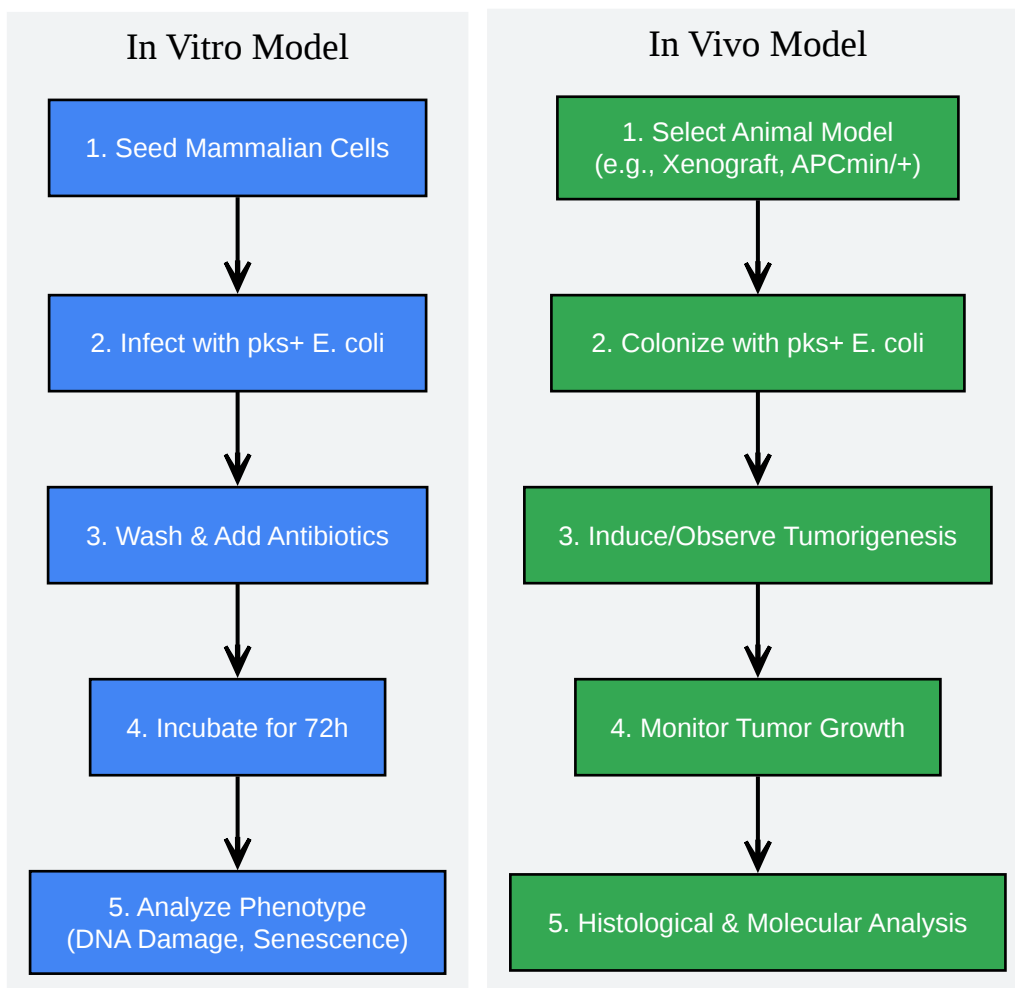 In Vitro Model
1. Seed Mammalian Cells
2. Infect with pks+ E. coli
3. Wash & Add Antibiotics
4. Incubate for 72h
5. Analyze Phenotype
(DNA Damage, Senescence)
In Vivo Model
1. Select Animal Model
(e.g., Xenograft, APCmin/+)
2. Colonize with pks+ E. coli
3. Induce/Observe Tumorigenesis
4. Monitor Tumor Growth
5. Histological & Molecular Analysis